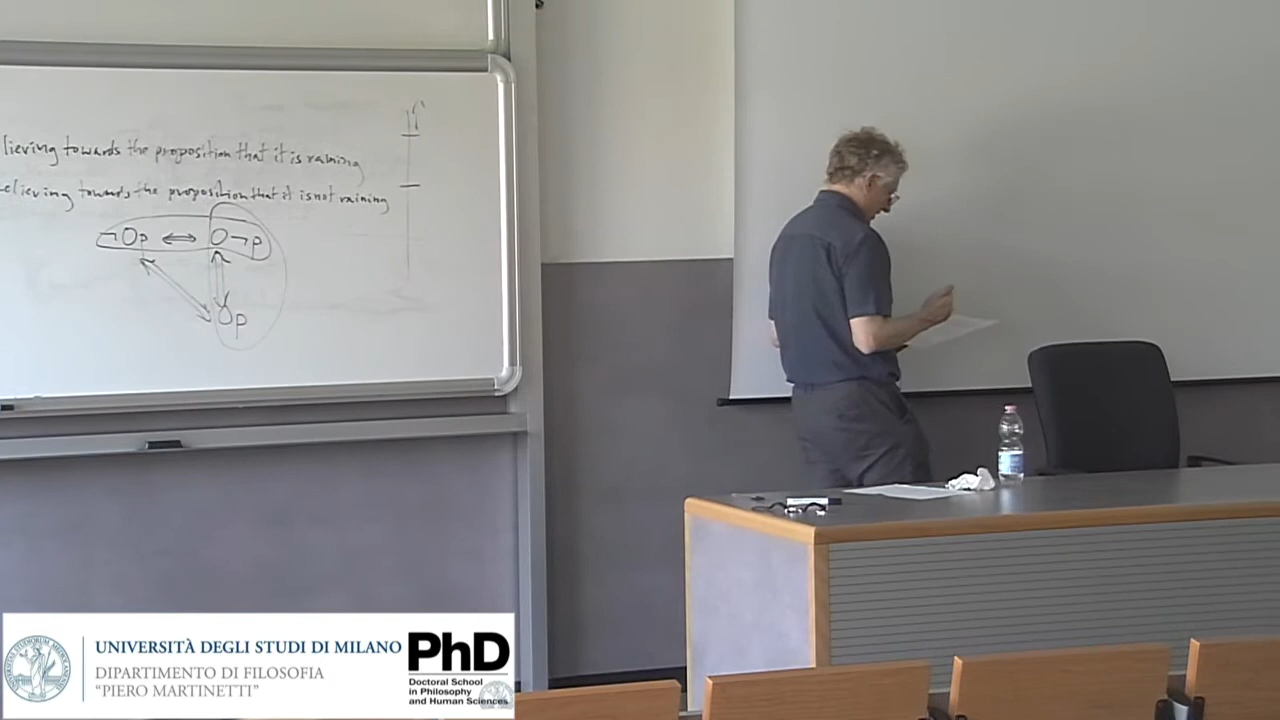 lieving towards the proposition that it is raining
elieving towards the proposition that it is not raining
¬Op ⇔ O¬p
Op
UNIVERSITÀ DEGLI STUDI DI MILANO
DIPARTIMENTO DI FILOSOFIA
"PIERO MARTINETTI"
PhD
Doctoral School
in Philosophy
and Human Sciences